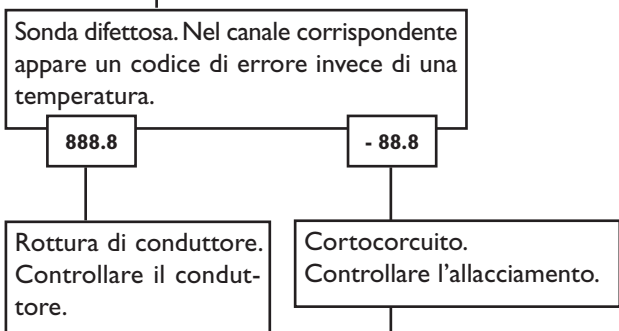 Sonda difettosa. Nel canale corrispondente
appare un codice di errore invece di una
temperatura.
888.8
- 88.8
Rottura di conduttore.
Controllare il condut-
tore.
Cortocorcuito.
Controllare l'allacciamento.